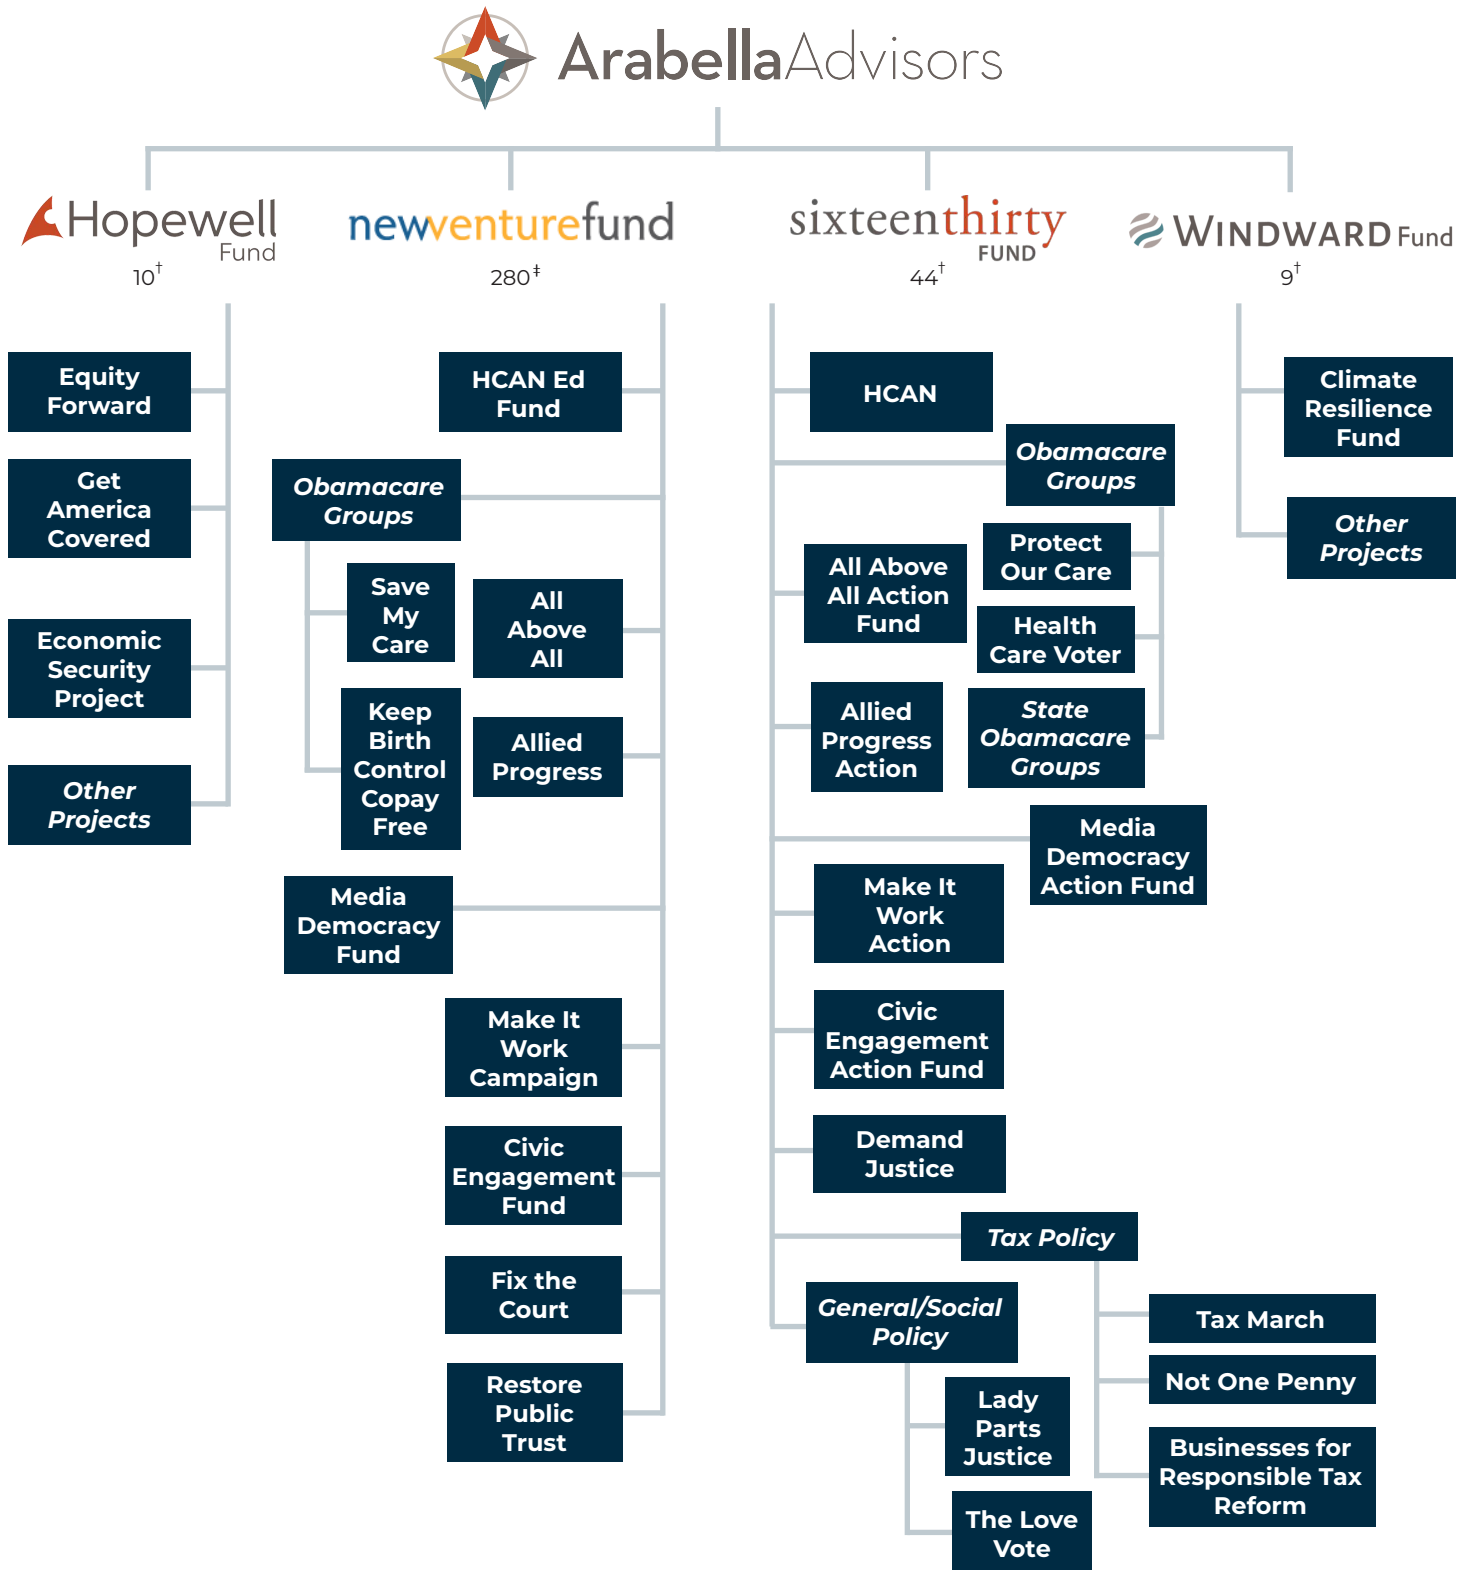 ArabellaAdvisors
Hopewell
Fund
10†
newventurefund
280‡
sixteenthirty
FUND
44†
WINDWARD Fund
9†
Equity
Forward
Get
America
Covered
Economic
Security
Project
Other
Projects
HCAN Ed
Fund
Obamacare
Groups
Save
My
Care
Keep
Birth
Control
Copay
Free
All
Above
All
Allied
Progress
Media
Democracy
Fund
Make It
Work
Campaign
Civic
Engagement
Fund
Fix the
Court
Restore
Public
Trust
HCAN
Obamacare
Groups
Protect
Our Care
Health
Care Voter
State
Obamacare
Groups
All Above
All Action
Fund
Allied
Progress
Action
Media
Democracy
Action Fund
Make It
Work
Action
Civic
Engagement
Action Fund
Demand
Justice
Tax Policy
Tax March
Not One Penny
Businesses for
Responsible Tax
Reform
General/Social
Policy
Lady
Parts
Justice
The Love
Vote
Climate
Resilience
Fund
Other
Projects